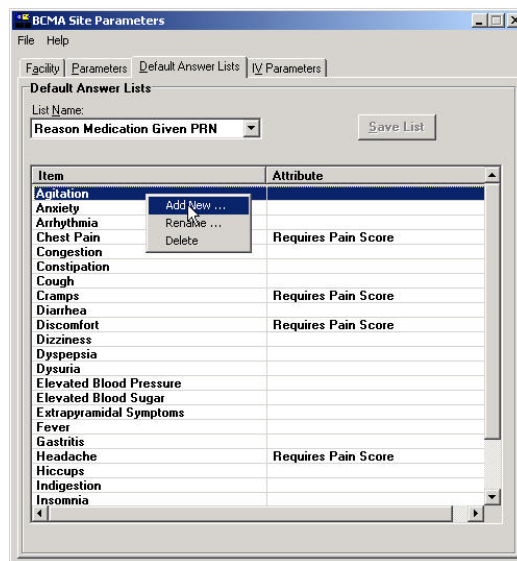 BCMA Site Parameters
File Help
Facility Parameters Default Answer Lists IV Parameters
Default Answer Lists
List Name:
Reason Medication Given PRN
Save List
Item Attribute
Agitation
Anxiety
Arrhythmia
Chest Pain Requires Pain Score
Congestion
Constipation
Cough
Cramps Requires Pain Score
Diarrhea
Discomfort Requires Pain Score
Dizziness
Dyspepsia
Dysuria
Elevated Blood Pressure
Elevated Blood Sugar
Extrapyramidal Symptoms
Fever
Gastritis
Headache Requires Pain Score
Hiccups
Indigestion
Insomnia
Add New ...
Rename ...
Delete